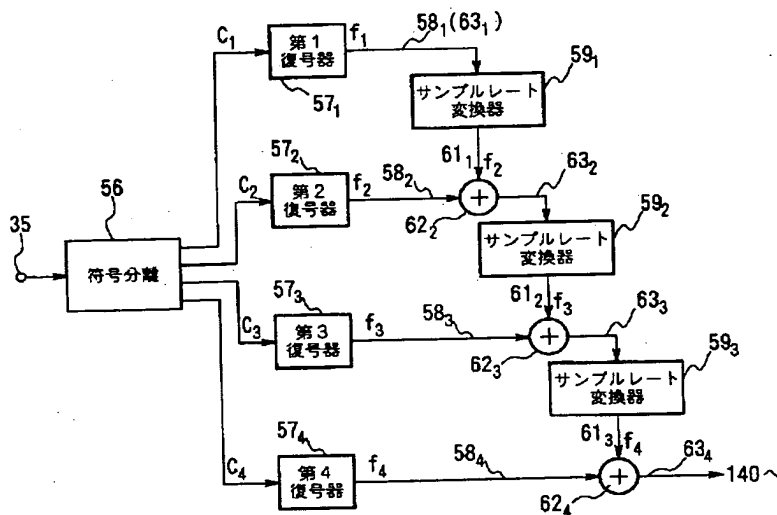 C₁
第1
復号器
f₁
58₁(63₁)
57₁
59₁
サンプルレート
変換器
61₁
f₂
57₂
C₂
第2
復号器
f₂
58₂
63₂
62₂
56
35
符号分離
59₂
サンプルレート
変換器
61₂
f₃
57₃
C₃
第3
復号器
f₃
58₃
63₃
62₃
59₃
サンプルレート
変換器
61₃
f₄
57₄
C₄
第4
復号器
f₄
58₄
63₄
62₄
140